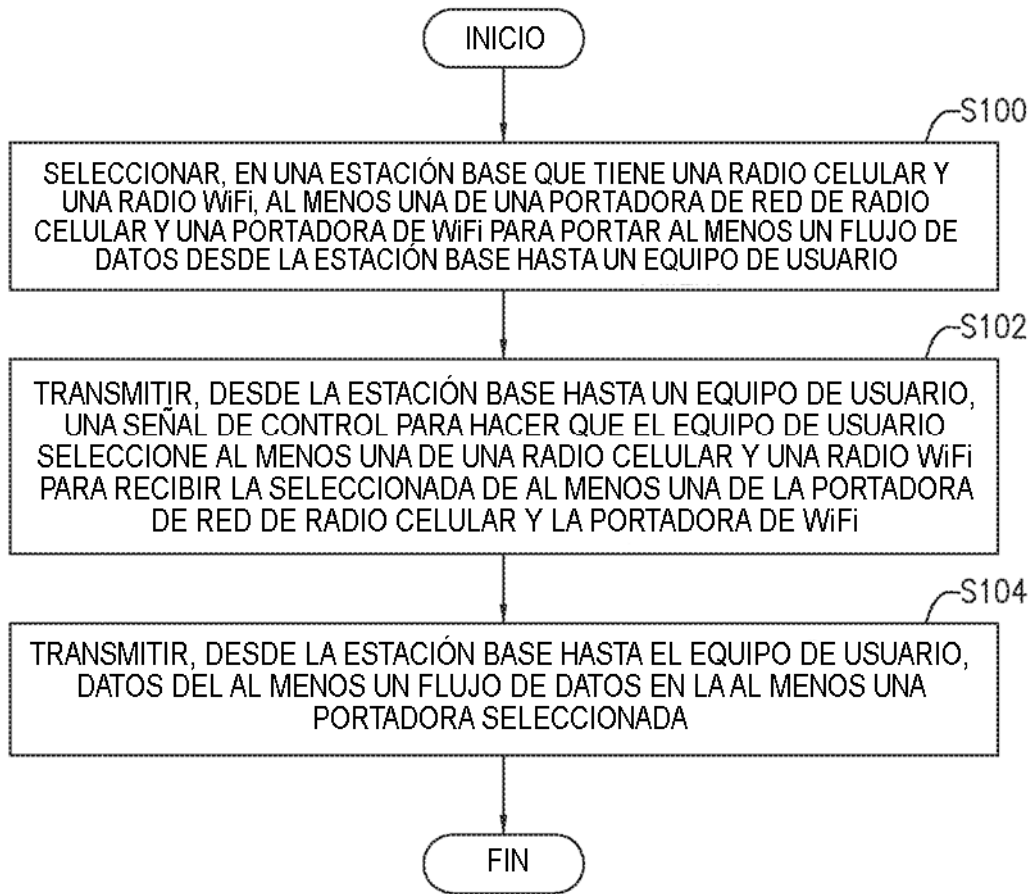 INICIO
S100
SELECCIONAR, EN UNA ESTACIÓN BASE QUE TIENE UNA RADIO CELULAR Y
UNA RADIO WiFi, AL MENOS UNA DE UNA PORTADORA DE RED DE RADIO
CELULAR Y UNA PORTADORA DE WiFi PARA PORTAR AL MENOS UN FLUJO DE
DATOS DESDE LA ESTACIÓN BASE HASTA UN EQUIPO DE USUARIO
S102
TRANSMITIR, DESDE LA ESTACIÓN BASE HASTA UN EQUIPO DE USUARIO,
UNA SEÑAL DE CONTROL PARA HACER QUE EL EQUIPO DE USUARIO
SELECCIONE AL MENOS UNA DE UNA RADIO CELULAR Y UNA RADIO WiFi
PARA RECIBIR LA SELECCIONADA DE AL MENOS UNA DE LA PORTADORA
DE RED DE RADIO CELULAR Y LA PORTADORA DE WiFi
S104
TRANSMITIR, DESDE LA ESTACIÓN BASE HASTA EL EQUIPO DE USUARIO,
DATOS DEL AL MENOS UN FLUJO DE DATOS EN LA AL MENOS UNA
PORTADORA SELECCIONADA
FIN